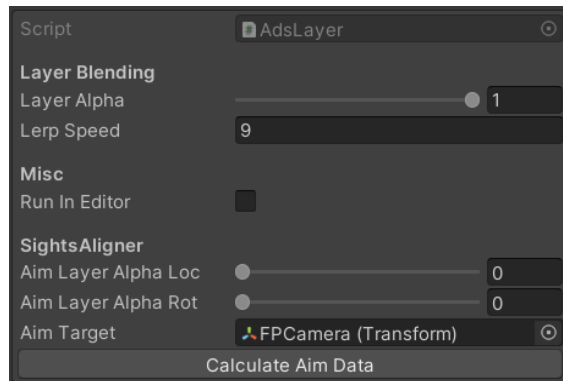 Script AdsLayer
Layer Blending
Layer Alpha 1
Lerp Speed 9
Misc
Run In Editor
SightsAligner
Aim Layer Alpha Loc 0
Aim Layer Alpha Rot 0
Aim Target FPCamera (Transform)
Calculate Aim Data